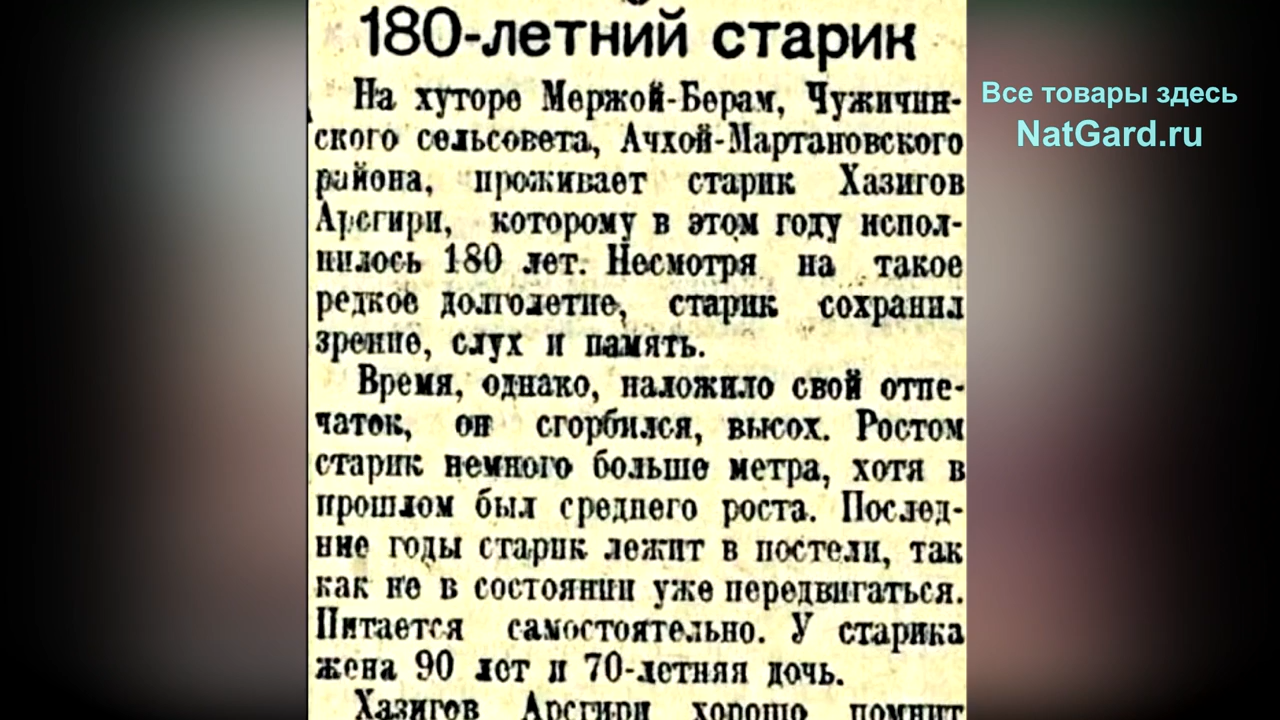 180-летний старик
На хуторе Мержой-Берам, Чужичин-
ского сельсовета, Ачхой-Мартановского
района, проживает старик Хазигов
Арсгири, которому в этом году испол-
нилось 180 лет. Несмотря на такое
редкое долголетие, старик сохранил
зрение, слух и память.
Время, однако, наложило свой отпе-
чаток, он сгорбился, высох. Ростом
старик немного больше метра, хотя в
прошлом был среднего роста. Послед-
ние годы старик лежит в постели, так
как не в состоянии уже передвигаться.
Питается самостоятельно. У старика
жена 90 лет и 70-летняя дочь.
Хазигов Арсгири хорошо помнит
Все товары здесь
NatGard.ru